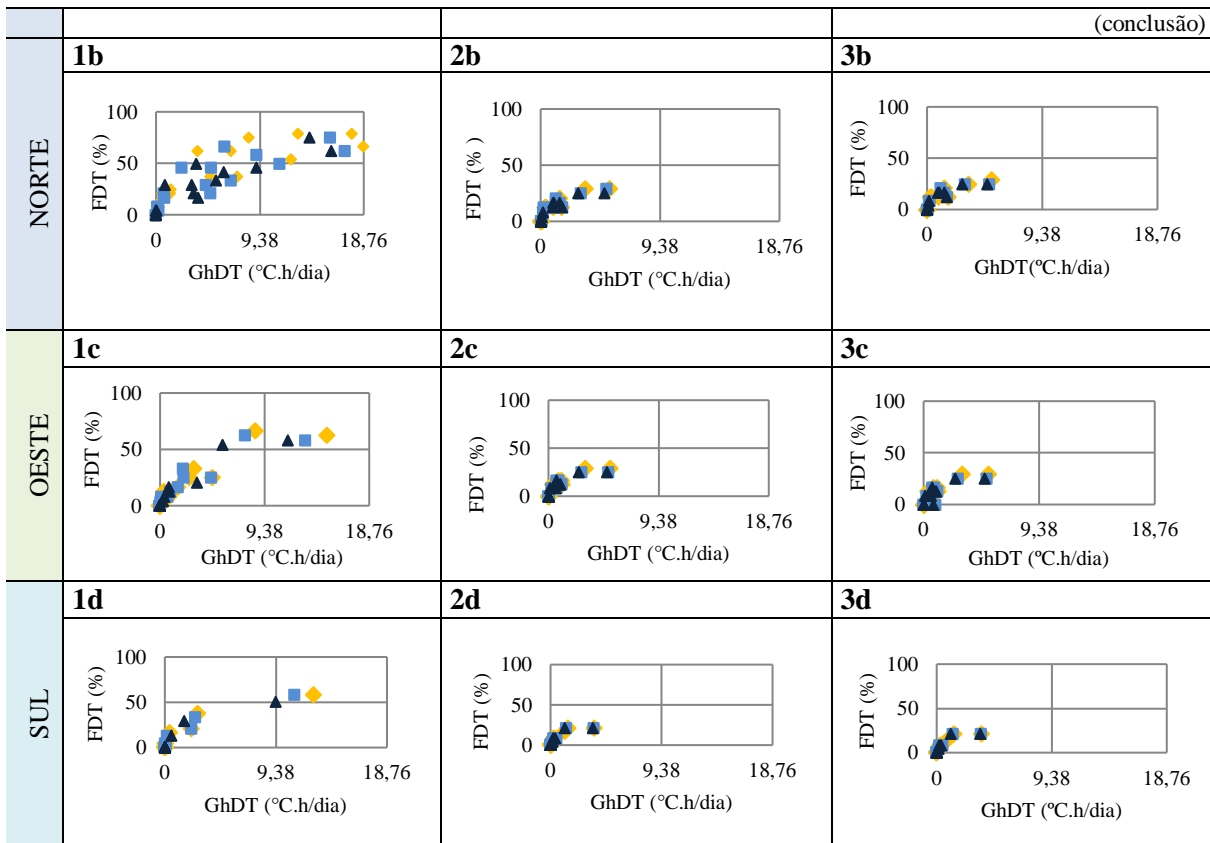 (conclusão)
NORTE
1b
2b
3b
FDT (%)
100
50
0
0
9,38
18,76
GhDT (°C.h/dia)
FDT (% )
100
50
0
0
9,38
18,76
GhDT (°C.h/dia)
FDT (%)
100
50
0
0
9,38
18,76
GhDT(ºC.h/dia)
OESTE
1c
2c
3c
FDT (%)
100
50
0
0
9,38
18,76
GhDT (°C.h/dia)
FDT (%)
100
50
0
0
9,38
18,76
GhDT (°C.h/dia)
FDT (%)
100
50
0
0
9,38
18,76
GhDT (ºC.h/dia)
SUL
1d
2d
3d
FDT (%)
100
50
0
0
9,38
18,76
GhDT (°C.h/dia)
FDT (%)
100
50
0
0
9,38
18,76
GhDT (°C.h/dia)
FDT (%)
100
50
0
0
9,38
18,76
GhDT (ºC.h/dia)